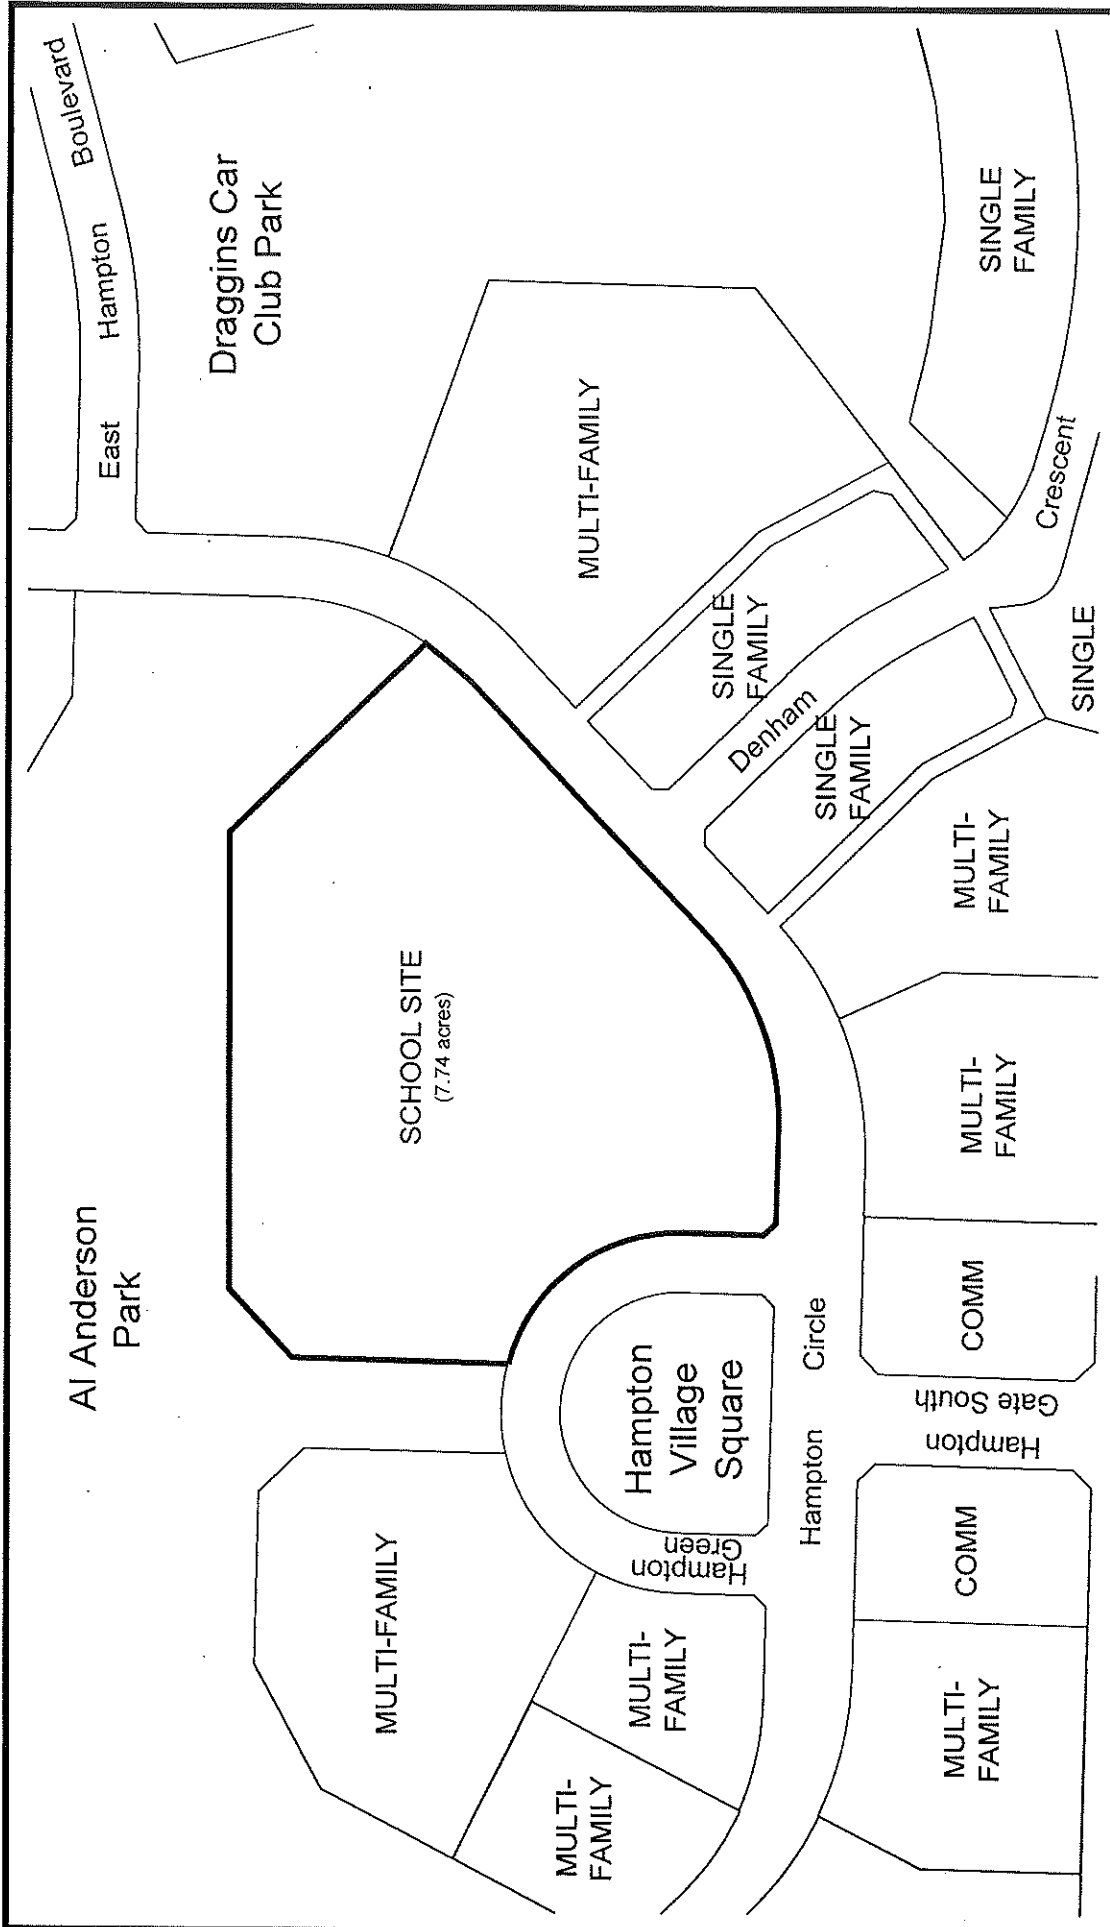 Al Anderson
Park
East Hampton Boulevard
Draggins Car
Club Park
SCHOOL SITE
(7.74 acres)
MULTI-FAMILY
MULTI-FAMILY
MULTI-
FAMILY
MULTI-
FAMILY
Hampton
Green
Hampton
Village
Square
Hampton Circle
SINGLE
FAMILY
Denham
SINGLE
FAMILY
Crescent
SINGLE
FAMILY
MULTI-
FAMILY
COMM
Hampton
Gate South
COMM
MULTI-
FAMILY
MULTI-
FAMILY
SINGLE